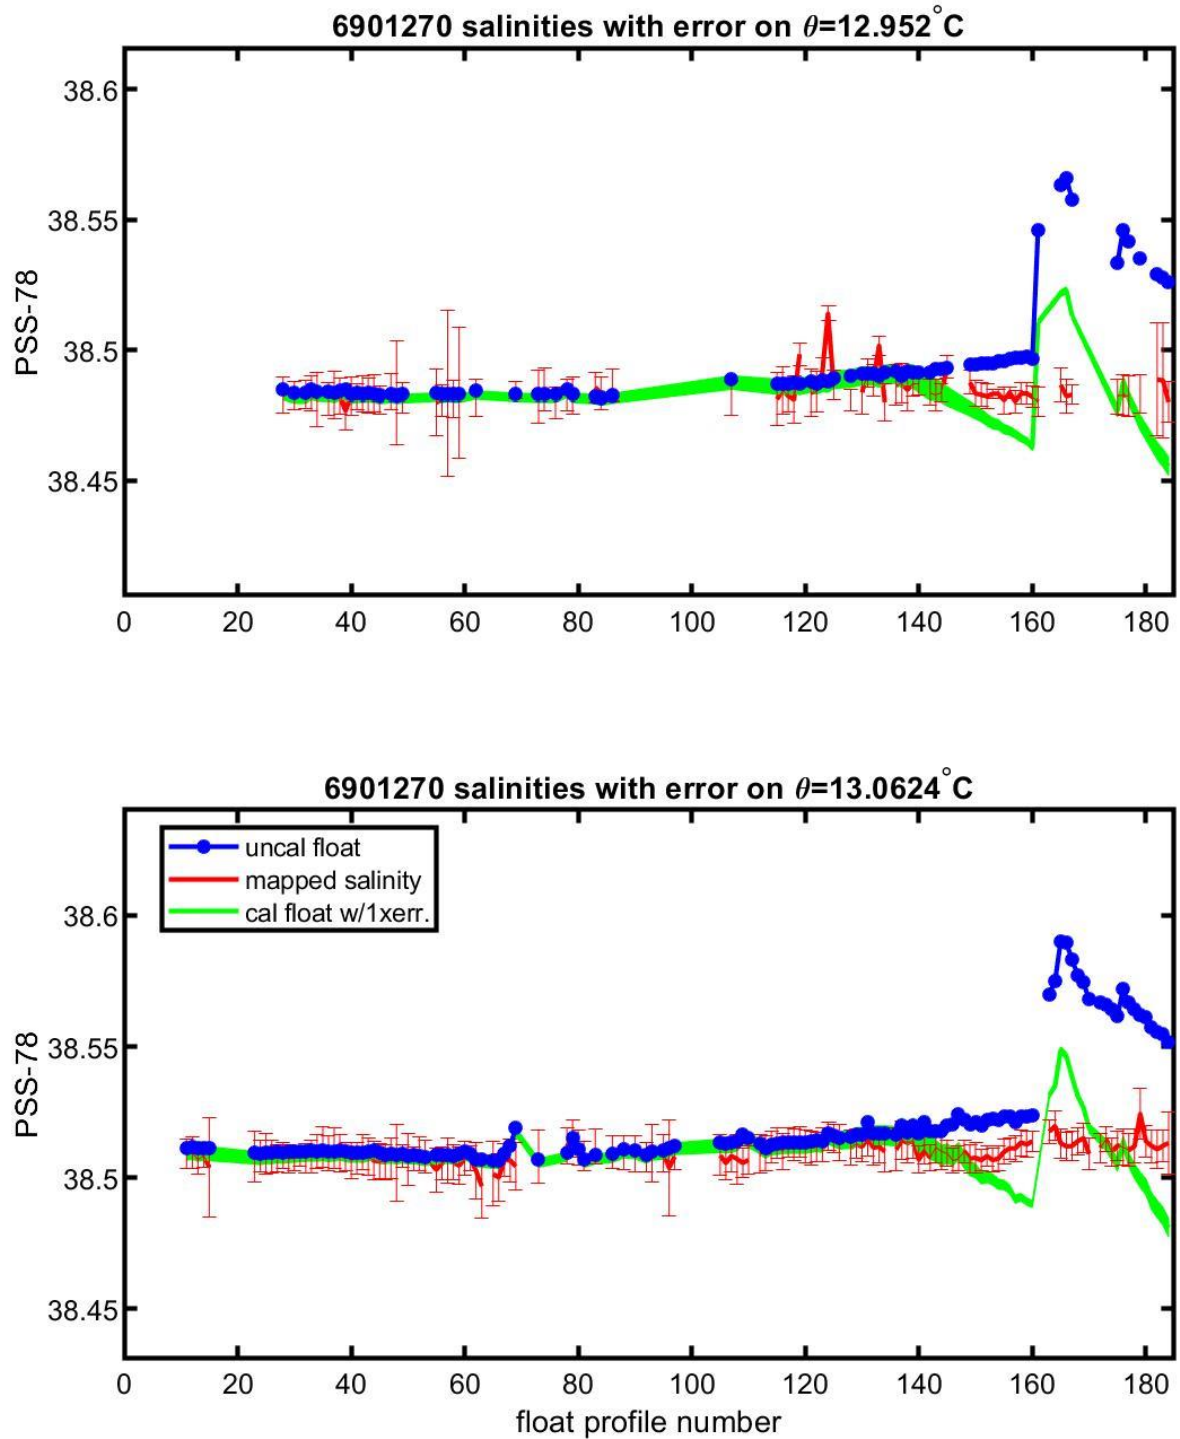 6901270 salinities with error on θ=12.952°C
PSS-78
38.6
38.55
38.5
38.45
0 20 40 60 80 100 120 140 160 180
6901270 salinities with error on θ=13.0624°C
PSS-78
uncal float
mapped salinity
cal float w/1xerr.
38.6
38.55
38.5
38.45
0 20 40 60 80 100 120 140 160 180
float profile number